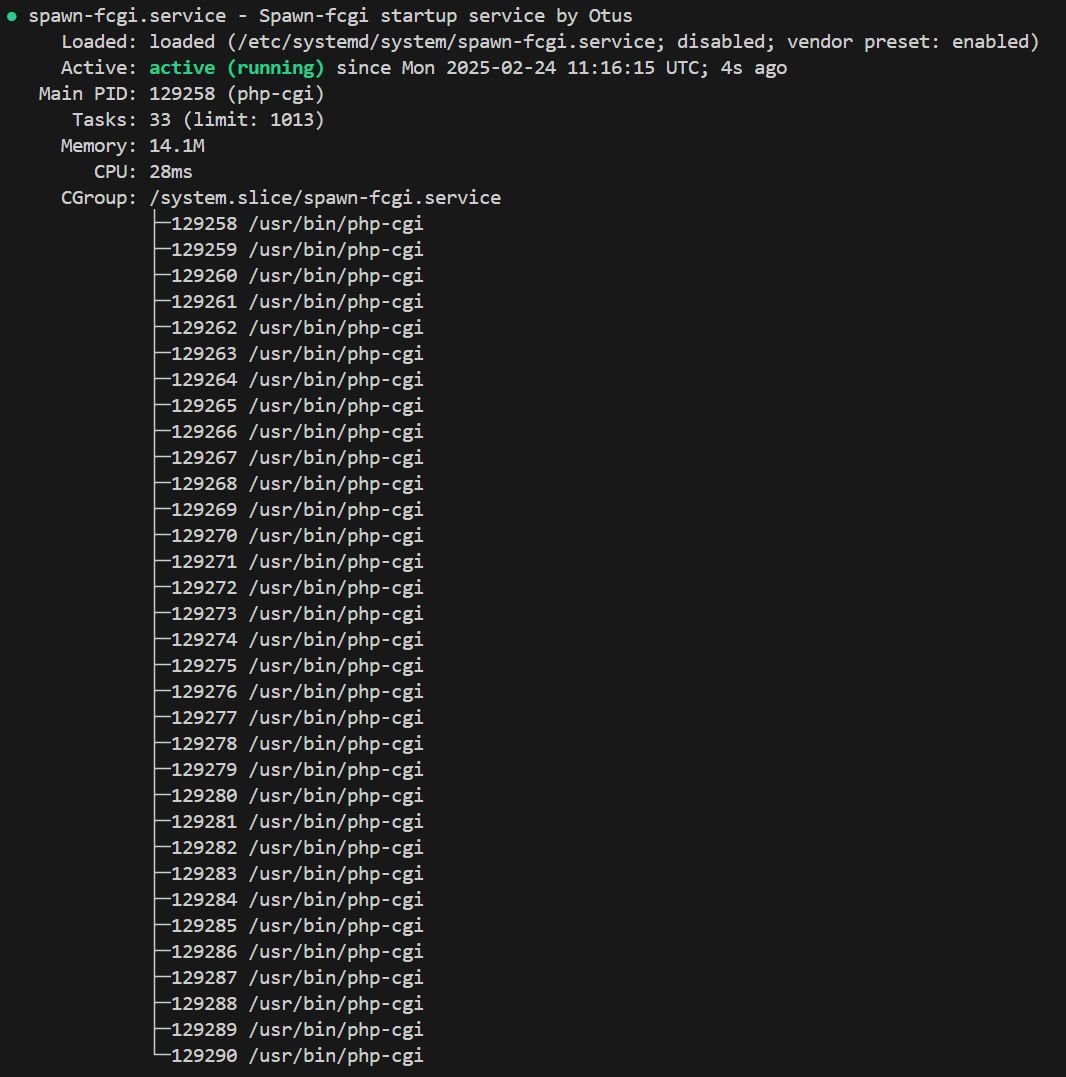 ● spawn-fcgi.service - Spawn-fcgi startup service by Otus
     Loaded: loaded (/etc/systemd/system/spawn-fcgi.service; disabled; vendor preset: enabled)
     Active: active (running) since Mon 2025-02-24 11:16:15 UTC; 4s ago
   Main PID: 129258 (php-cgi)
      Tasks: 33 (limit: 1013)
     Memory: 14.1M
        CPU: 28ms
     CGroup: /system.slice/spawn-fcgi.service
             ├─129258 /usr/bin/php-cgi
             ├─129259 /usr/bin/php-cgi
             ├─129260 /usr/bin/php-cgi
             ├─129261 /usr/bin/php-cgi
             ├─129262 /usr/bin/php-cgi
             ├─129263 /usr/bin/php-cgi
             ├─129264 /usr/bin/php-cgi
             ├─129265 /usr/bin/php-cgi
             ├─129266 /usr/bin/php-cgi
             ├─129267 /usr/bin/php-cgi
             ├─129268 /usr/bin/php-cgi
             ├─129269 /usr/bin/php-cgi
             ├─129270 /usr/bin/php-cgi
             ├─129271 /usr/bin/php-cgi
             ├─129272 /usr/bin/php-cgi
             ├─129273 /usr/bin/php-cgi
             ├─129274 /usr/bin/php-cgi
             ├─129275 /usr/bin/php-cgi
             ├─129276 /usr/bin/php-cgi
             ├─129277 /usr/bin/php-cgi
             ├─129278 /usr/bin/php-cgi
             ├─129279 /usr/bin/php-cgi
             ├─129280 /usr/bin/php-cgi
             ├─129281 /usr/bin/php-cgi
             ├─129282 /usr/bin/php-cgi
             ├─129283 /usr/bin/php-cgi
             ├─129284 /usr/bin/php-cgi
             ├─129285 /usr/bin/php-cgi
             ├─129286 /usr/bin/php-cgi
             ├─129287 /usr/bin/php-cgi
             ├─129288 /usr/bin/php-cgi
             ├─129289 /usr/bin/php-cgi
             └─129290 /usr/bin/php-cgi